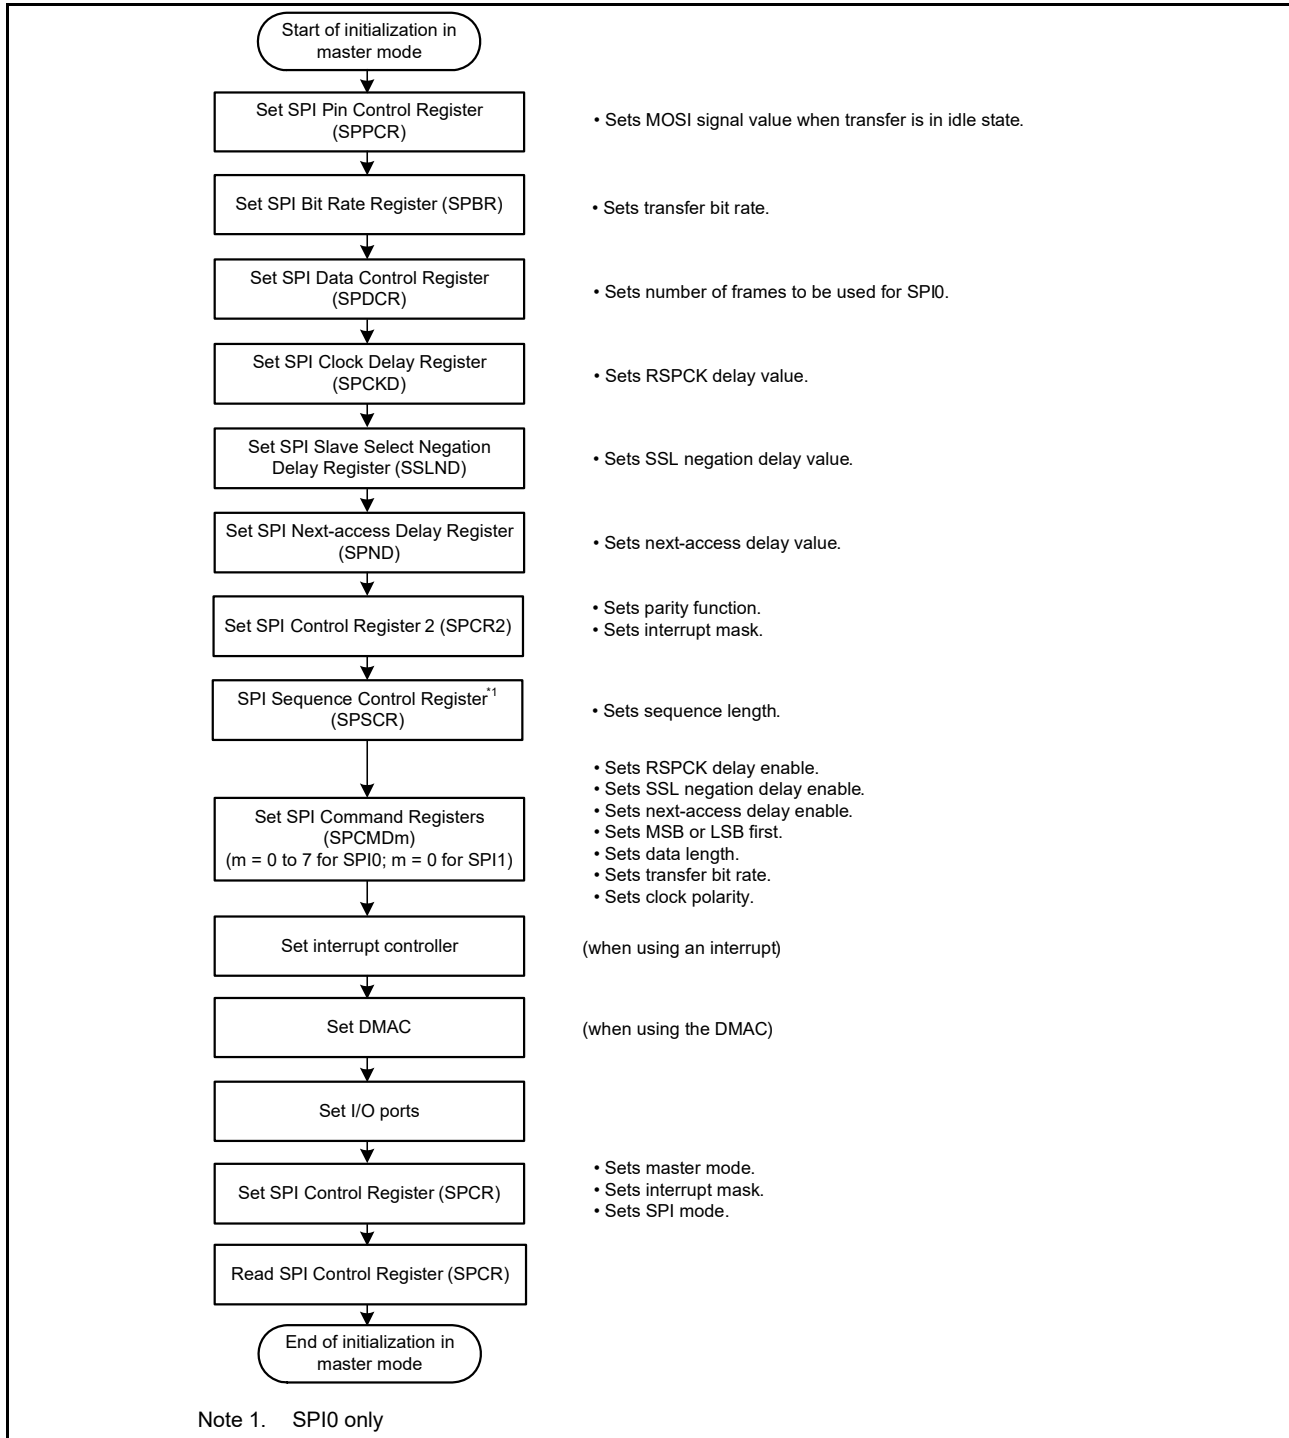 Start of initialization in
master mode
Set SPI Pin Control Register
(SPPCR)
• Sets MOSI signal value when transfer is in idle state.
Set SPI Bit Rate Register (SPBR)
• Sets transfer bit rate.
Set SPI Data Control Register
(SPDCR)
• Sets number of frames to be used for SPI0.
Set SPI Clock Delay Register
(SPCKD)
• Sets RSPCK delay value.
Set SPI Slave Select Negation
Delay Register (SSLND)
• Sets SSL negation delay value.
Set SPI Next-access Delay Register
(SPND)
• Sets next-access delay value.
Set SPI Control Register 2 (SPCR2)
• Sets parity function.
• Sets interrupt mask.
SPI Sequence Control Register*1
(SPSCR)
• Sets sequence length.
Set SPI Command Registers
(SPCMDm)
(m = 0 to 7 for SPI0; m = 0 for SPI1)
• Sets RSPCK delay enable.
• Sets SSL negation delay enable.
• Sets next-access delay enable.
• Sets MSB or LSB first.
• Sets data length.
• Sets transfer bit rate.
• Sets clock polarity.
Set interrupt controller
(when using an interrupt)
Set DMAC
(when using the DMAC)
Set I/O ports
Set SPI Control Register (SPCR)
• Sets master mode.
• Sets interrupt mask.
• Sets SPI mode.
Read SPI Control Register (SPCR)
End of initialization in
master mode
Note 1. SPI0 only